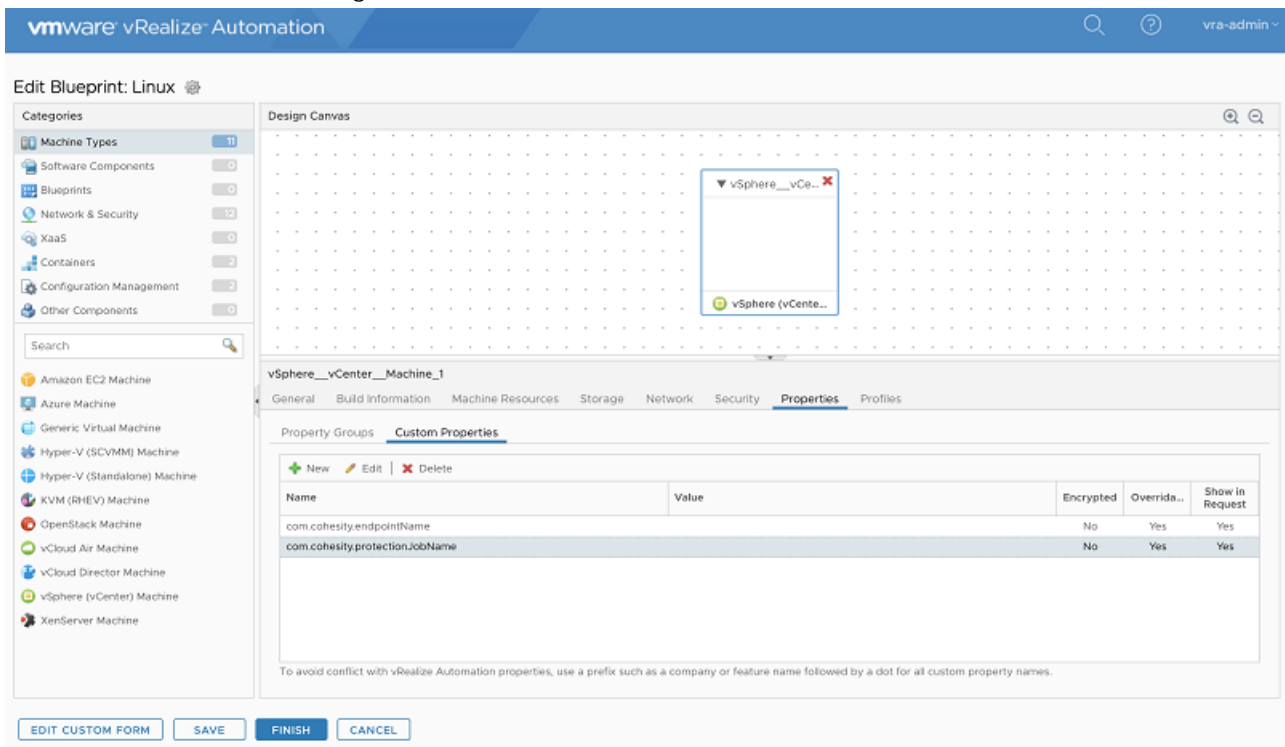 vmware vRealize Automation
vra-admin
Edit Blueprint: Linux
Categories
Machine Types 11
Software Components 0
Blueprints 0
Network & Security 12
XaaS 0
Containers 2
Configuration Management 2
Other Components 0
Search
Amazon EC2 Machine
Azure Machine
Generic Virtual Machine
Hyper-V (SCVMM) Machine
Hyper-V (Standalone) Machine
KVM (RHEV) Machine
OpenStack Machine
vCloud Air Machine
vCloud Director Machine
vSphere (vCenter) Machine
XenServer Machine
Design Canvas
vSphere__vCe...
vSphere (vCente...
vSphere__vCenter__Machine_1
General Build Information Machine Resources Storage Network Security Properties Profiles
Property Groups Custom Properties
New Edit | Delete
Name Value Encrypted Overrida... Show in Request
com.cohesity.endpointName No Yes Yes
com.cohesity.protectionJobName No Yes Yes
To avoid conflict with vRealize Automation properties, use a prefix such as a company or feature name followed by a dot for all custom property names.
EDIT CUSTOM FORM SAVE FINISH CANCEL